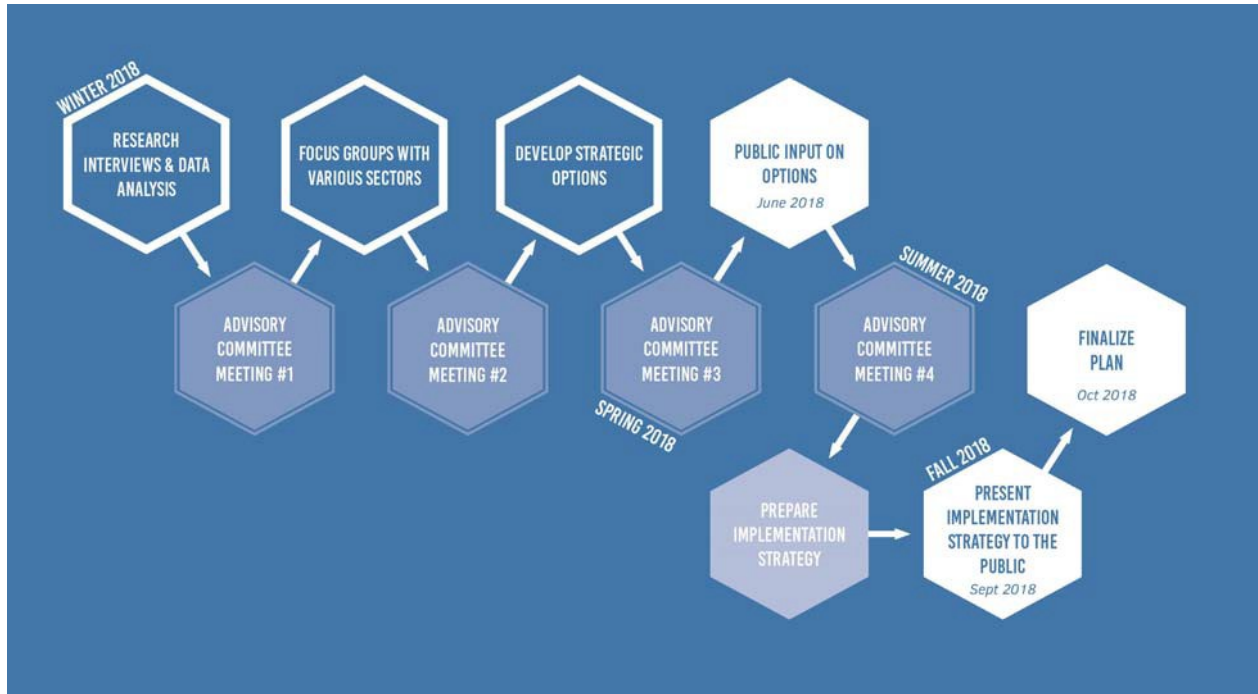 WINTER 2018
RESEARCH
INTERVIEWS & DATA
ANALYSIS
ADVISORY
COMMITTEE
MEETING #1
FOCUS GROUPS WITH
VARIOUS SECTORS
ADVISORY
COMMITTEE
MEETING #2
DEVELOP STRATEGIC
OPTIONS
ADVISORY
COMMITTEE
MEETING #3
SPRING 2018
PUBLIC INPUT ON
OPTIONS
June 2018
SUMMER 2018
ADVISORY
COMMITTEE
MEETING #4
PREPARE
IMPLEMENTATION
STRATEGY
FALL 2018
PRESENT
IMPLEMENTATION
STRATEGY TO THE
PUBLIC
Sept 2018
FINALIZE
PLAN
Oct 2018